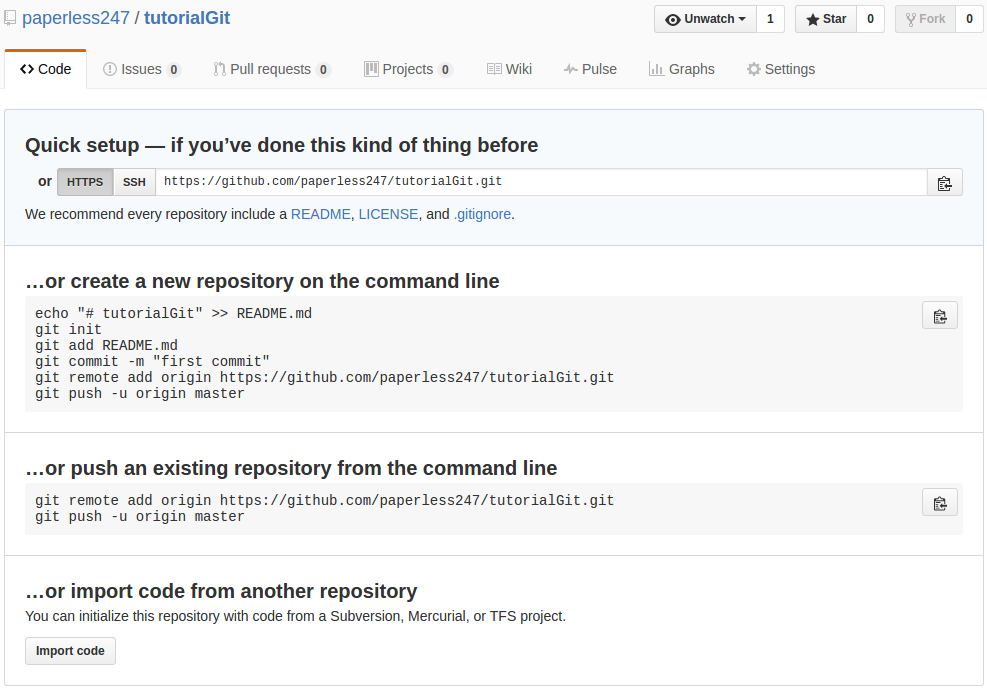 paperless247 / tutorialGit
Unwatch 1 Star 0 Fork 0
Code Issues 0 Pull requests 0 Projects 0 Wiki Pulse Graphs Settings
Quick setup — if you’ve done this kind of thing before
or HTTPS SSH https://github.com/paperless247/tutorialGit.git
We recommend every repository include a README, LICENSE, and .gitignore.
…or create a new repository on the command line
echo "# tutorialGit" >> README.md
git init
git add README.md
git commit -m "first commit"
git remote add origin https://github.com/paperless247/tutorialGit.git
git push -u origin master
…or push an existing repository from the command line
git remote add origin https://github.com/paperless247/tutorialGit.git
git push -u origin master
…or import code from another repository
You can initialize this repository with code from a Subversion, Mercurial, or TFS project.
Import code